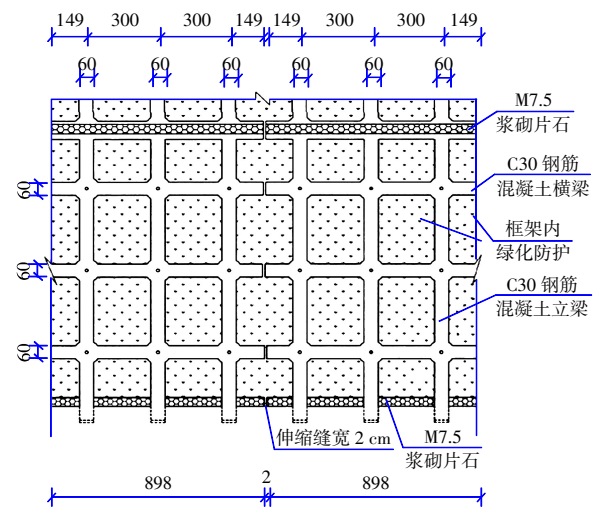 149 300 300 149 149 300 300 149
60 60 60 60 60 60
M7.5
浆砌片石
C30 钢筋
混凝土横梁
60
框架内
绿化防护
60
C30 钢筋
混凝土立梁
60
伸缩缝宽 2 cm
M7.5
浆砌片石
898 2 898